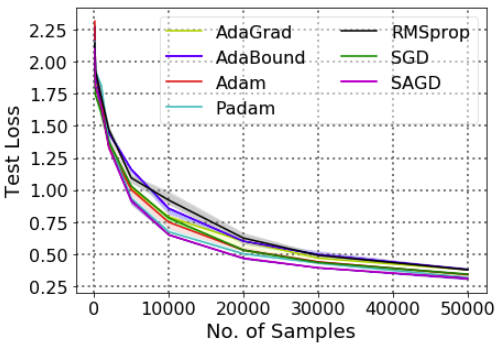 2.25
2.00
1.75
1.50
1.25
1.00
0.75
0.50
0.25
Test Loss
AdaGrad
AdaBound
Adam
Padam
RMSprop
SGD
SAGD
0 10000 20000 30000 40000 50000
No. of Samples